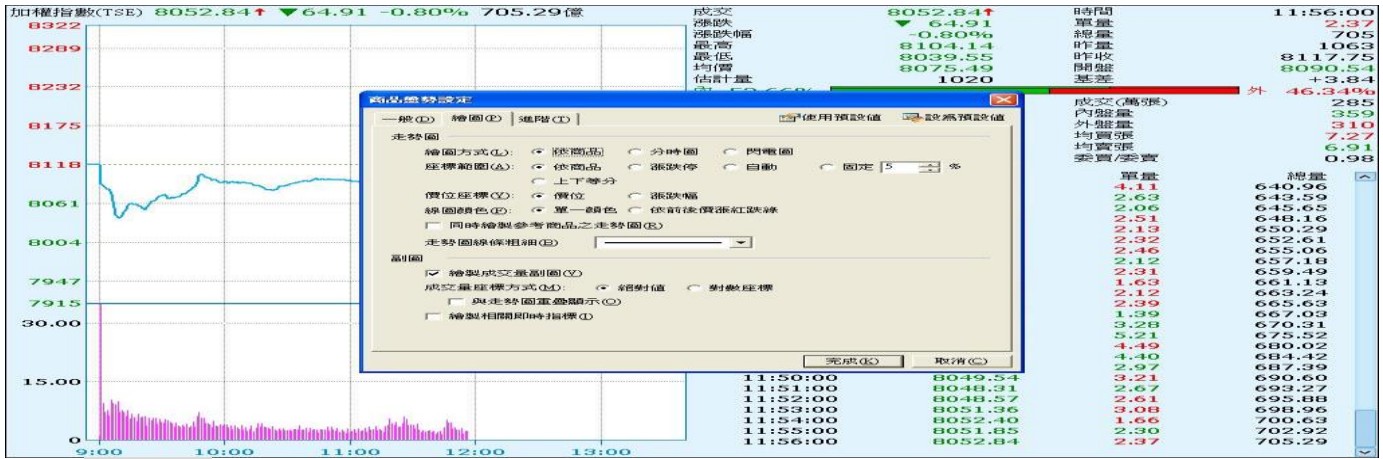 加權指數(TSE) 8052.84↑ ▼64.91 -0.80% 705.29億
8322
8289
8232
8175
8118
8061
8004
7947
7915
30.00
15.00
0
9:00 10:00 11:00 12:00 13:00
成交 8052.84↑ 時間 11:56:00
漲跌 ▼ 64.91 單量 2.37
漲跌幅 -0.80% 總量 705
最高 8104.14 昨量 1063
最低 8039.55 昨收 8117.75
均價 8075.49 開盤 8090.54
估計量 1020 基差 +3.84
外 46.34%
成交(萬張) 285
內盤量 359
外盤量 310
均買張 7.27
均賣張 6.91
委買/委賣 0.98
單量 總量
4.11 640.96
2.63 643.59
2.06 645.65
2.51 648.16
2.13 650.29
2.32 652.61
2.46 655.06
2.12 657.18
2.31 659.49
1.63 661.13
2.12 663.24
2.39 665.63
1.39 667.03
3.28 670.31
5.21 675.52
4.49 680.02
4.40 684.42
2.97 687.39
11:50:00 8049.54 3.21 690.60
11:51:00 8048.31 2.67 693.27
11:52:00 8048.57 2.61 695.88
11:53:00 8051.36 3.08 698.96
11:54:00 8052.40 1.66 700.63
11:55:00 8051.85 2.30 702.92
11:56:00 8052.84 2.37 705.29
商品盤勢設定
一般(D) 繪圖(P) 進階(T) 使用預設值 設為預設值
走勢圖
繪圖方式(L): 依商品 分時圖 閃電圖
座標範圍(A): 依商品 漲跌停 自動 固定 5 %
上下等分
價位座標(Y): 價位 漲跌幅
線圖顏色(F): 單一顏色 依前後價漲紅跌綠
同時繪製參考商品之走勢圖(R)
走勢圖線條粗細(B)
副圖
繪製成交量副圖(V)
成交量座標方式(M): 絕對值 對數座標
與走勢圖重疊顯示(O)
繪製相關即時指標(I)
完成(K) 取消(C)